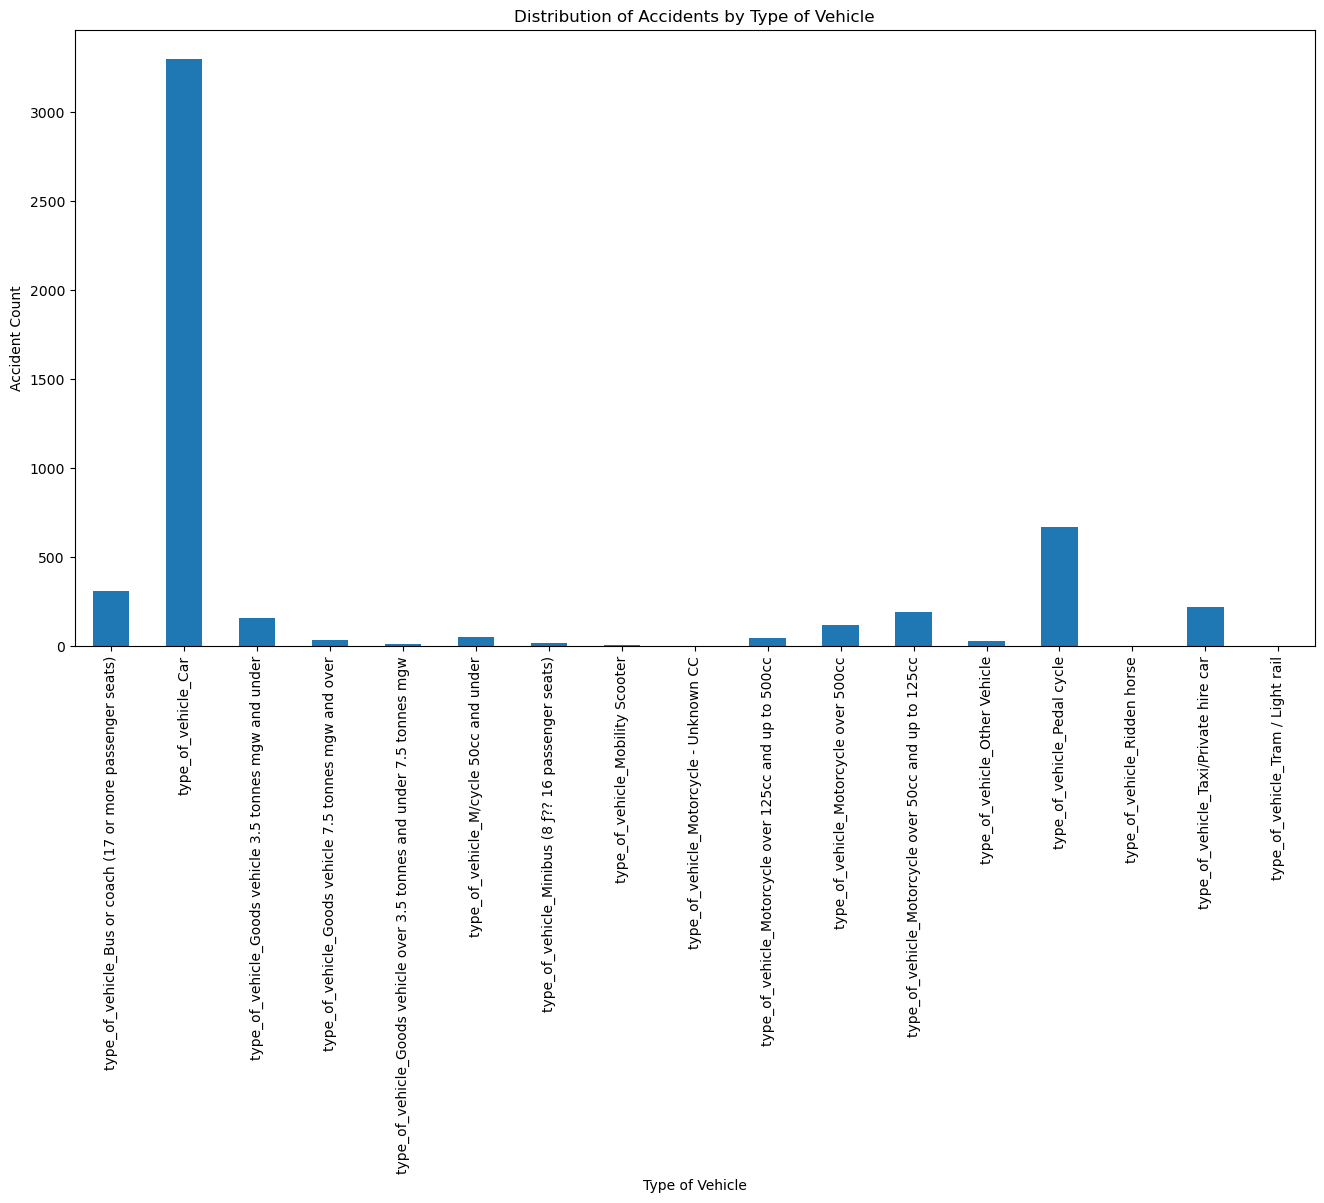 Distribution of Accidents by Type of Vehicle
Accident Count
3000
2500
2000
1500
1000
500
0
type_of_vehicle_Bus or coach (17 or more passenger seats)
type_of_vehicle_Car
type_of_vehicle_Goods vehicle 3.5 tonnes mgw and under
type_of_vehicle_Goods vehicle 7.5 tonnes mgw and over
type_of_vehicle_Goods vehicle over 3.5 tonnes and under 7.5 tonnes mgw
type_of_vehicle_M/cycle 50cc and under
type_of_vehicle_Minibus (8 ƒ?? 16 passenger seats)
type_of_vehicle_Mobility Scooter
type_of_vehicle_Motorcycle - Unknown CC
type_of_vehicle_Motorcycle over 125cc and up to 500cc
type_of_vehicle_Motorcycle over 500cc
type_of_vehicle_Motorcycle over 50cc and up to 125cc
type_of_vehicle_Other Vehicle
type_of_vehicle_Pedal cycle
type_of_vehicle_Ridden horse
type_of_vehicle_Taxi/Private hire car
type_of_vehicle_Tram / Light rail
Type of Vehicle